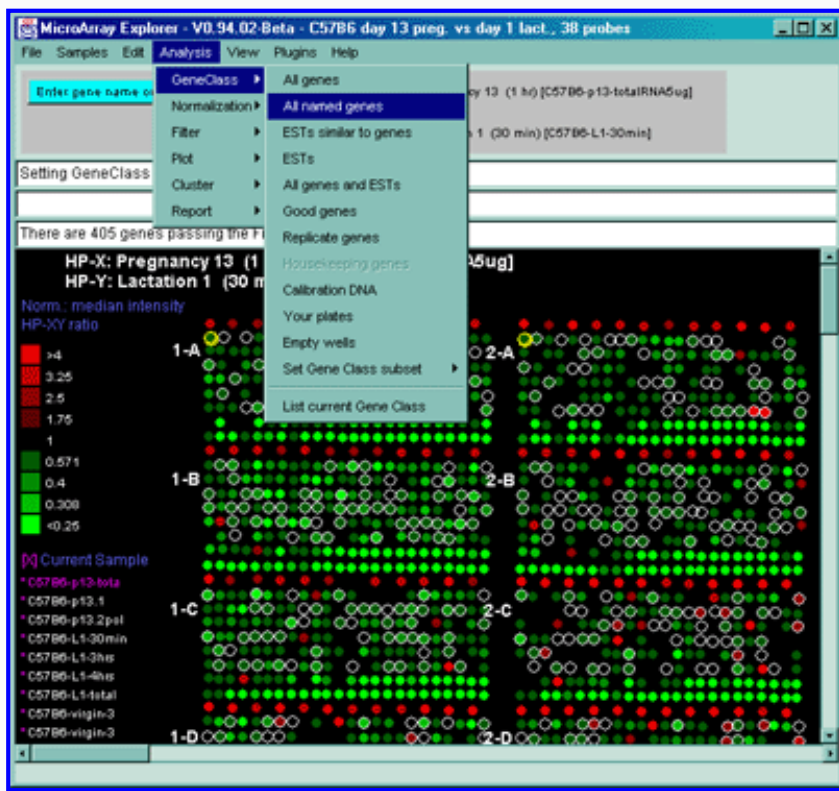 MicroArray Explorer - V0.94.02-Beta - C57B6 day 13 preg. vs day 1 lact., 38 probes
File Samples Edit Analysis View Plugins Help
Enter gene name
cy 13 (1 hr) [C57B6-p13-totalRNA5ug]
1 (30 min) [C57B6-L1-30min]
GeneClass
Normalization
Filter
Plot
Cluster
Report
All genes
All named genes
ESTs similar to genes
ESTs
All genes and ESTs
Good genes
Replicate genes
Housekeeping genes
Calibration DNA
Your plates
Empty wells
Set Gene Class subset
List current Gene Class
Setting GeneClass
There are 405 genes passing the F
HP-X: Pregnancy 13 (1 A5ug]
HP-Y: Lactation 1 (30 m
Norm.: median intensity
HP-XY ratio
>4
3.25
2.5
1.75
1
0.571
0.4
0.308
<0.25
1-A 2-A
1-B 2-B
1-C 2-C
1-D 2-D
[X] Current Sample
*C57B6-p13-tota
*C57B6-p13.1
*C57B6-p13.2pol
*C57B6-L1-30min
*C57B6-L1-3hrs
*C57B6-L1-4hrs
*C57B6-L1-total
*C57B6-virgin-3
*C57B6-virgin-3